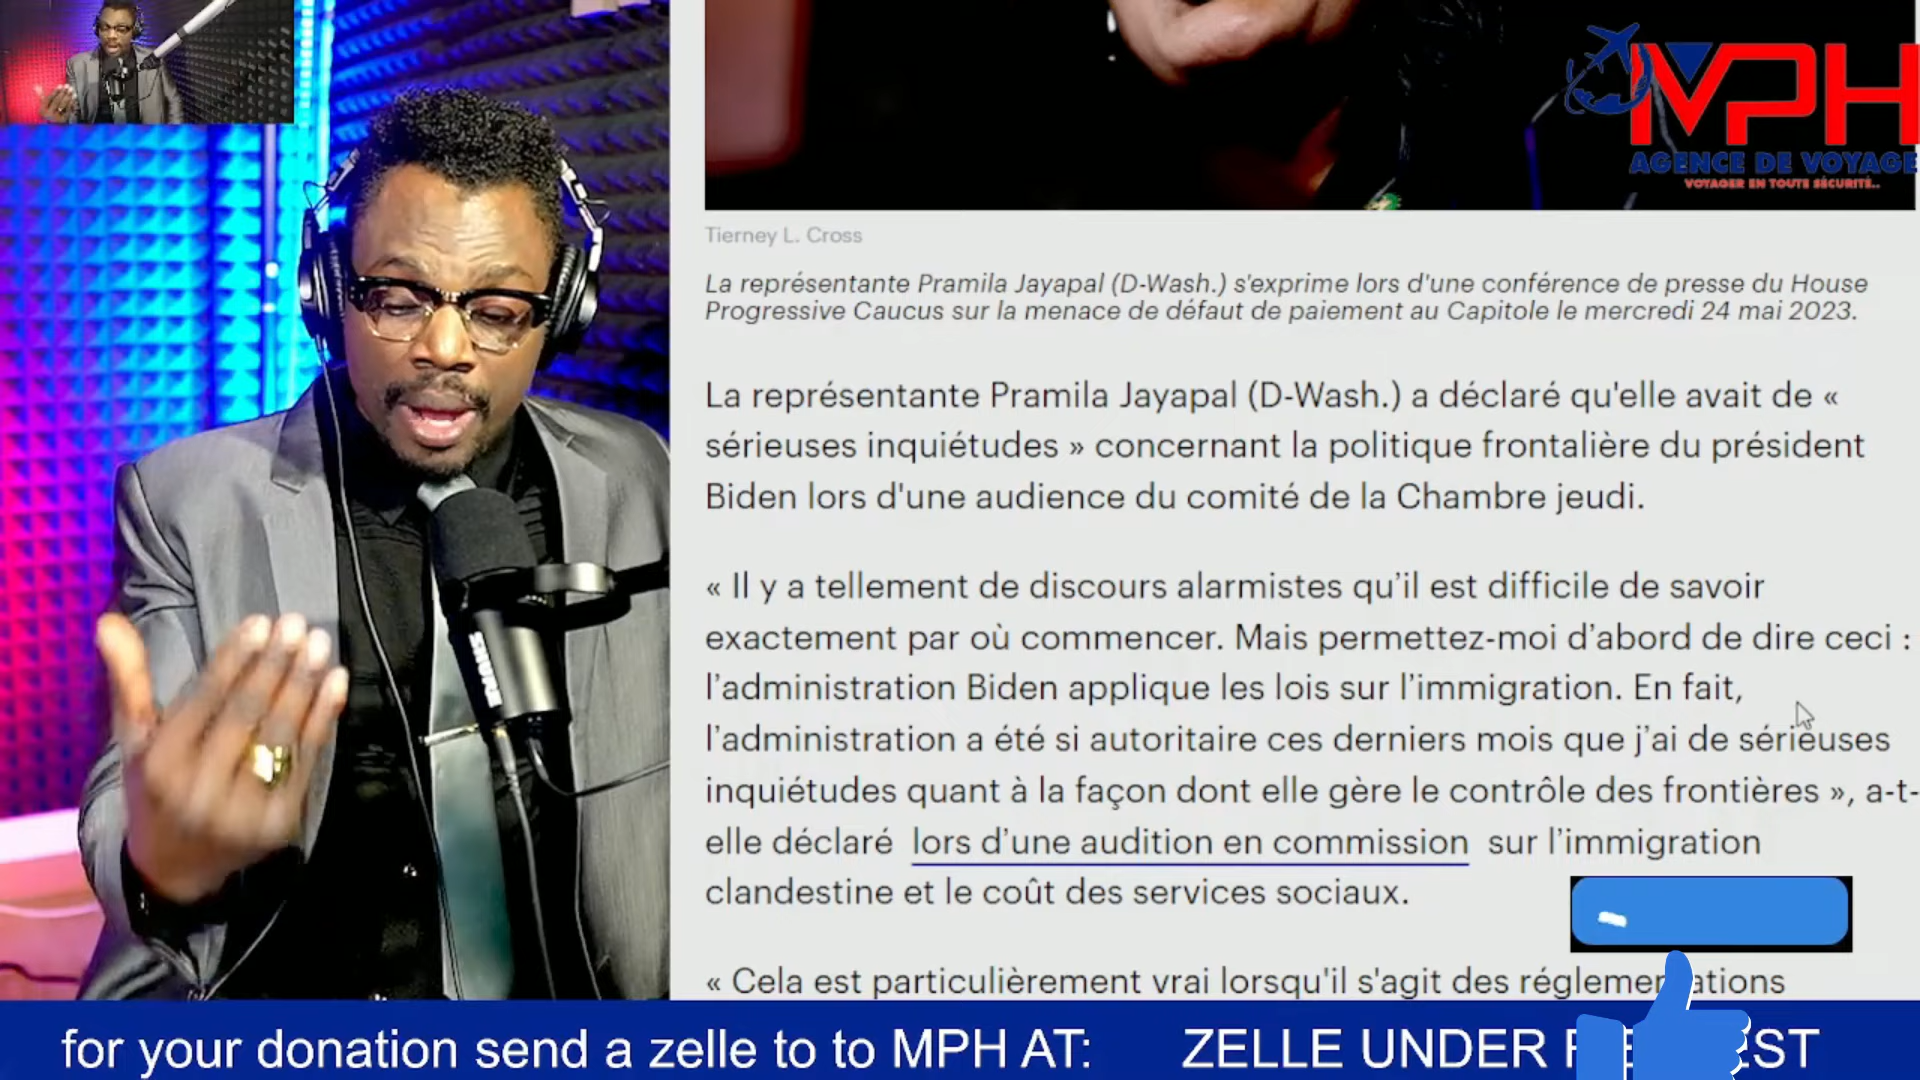 MPH
AGENCE DE VOYAGE
VOYAGER EN TOUTE SÉCURITÉ..
Tierney L. Cross
La représentante Pramila Jayapal (D-Wash.) s'exprime lors d'une conférence de presse du House
Progressive Caucus sur la menace de défaut de paiement au Capitole le mercredi 24 mai 2023.
La représentante Pramila Jayapal (D-Wash.) a déclaré qu'elle avait de «
sérieuses inquiétudes » concernant la politique frontalière du président
Biden lors d'une audience du comité de la Chambre jeudi.
« Il y a tellement de discours alarmistes qu’il est difficile de savoir
exactement par où commencer. Mais permettez-moi d’abord de dire ceci :
l’administration Biden applique les lois sur l’immigration. En fait,
l’administration a été si autoritaire ces derniers mois que j’ai de sérieuses
inquiétudes quant à la façon dont elle gère le contrôle des frontières », a-t-
elle déclaré lors d’une audition en commission sur l’immigration
clandestine et le coût des services sociaux.
« Cela est particulièrement vrai lorsqu'il s'agit des réglementations
SHURE
for your donation send a zelle to to MPH AT: ZELLE UNDER